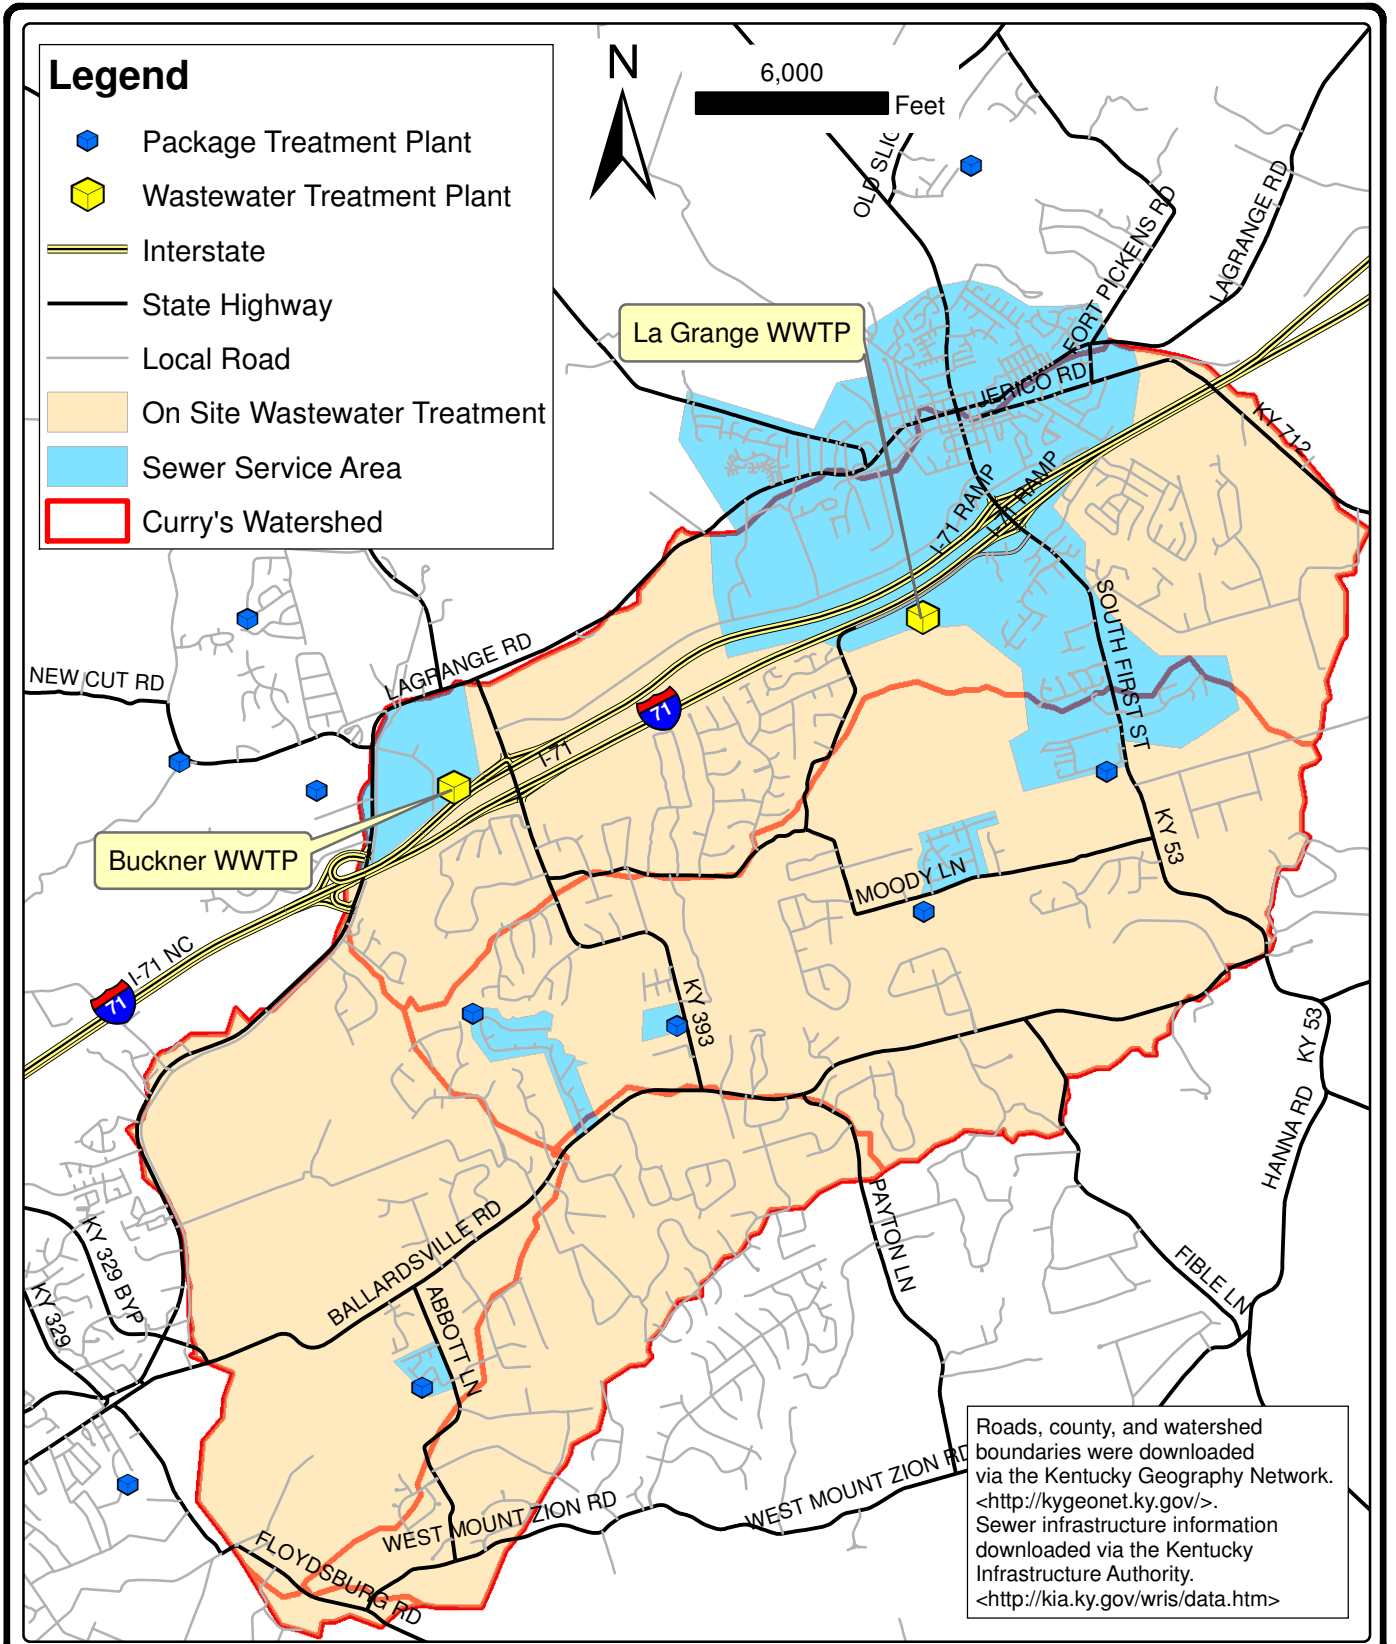 Legend
Package Treatment Plant
Wastewater Treatment Plant
Interstate
State Highway
Local Road
On Site Wastewater Treatment
Sewer Service Area
Curry's Watershed
N
6,000
Feet
OLD SLIC
FORT PICKENS RD
LAGRANGE RD
La Grange WWTP
JERICO RD
KY 712
I-71 RAMP
I-71 RAMP
SOUTH FIRST ST
NEW CUT RD
LAGRANGE RD
71
I-71
Buckner WWTP
KY 53
MOODY LN
I-71 NC
71
KY 393
KY 53
HANNA RD
PAYTON LN
FIBLE LN
KY 329 BYP
KY 329
BALLARDSVILLE RD
ABBOTT LN
WEST MOUNT ZION RD
WEST MOUNT ZION RD
FLOYDSBURG RD
Roads, county, and watershed
boundaries were downloaded
via the Kentucky Geography Network.
<http://kygeonet.ky.gov/>.
Sewer infrastructure information
downloaded via the Kentucky
Infrastructure Authority.
<http://kia.ky.gov/wris/data.htm>